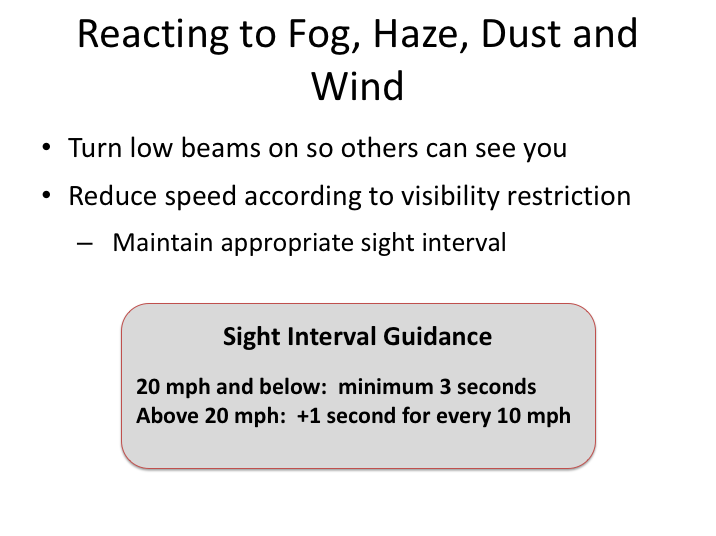 Reacting to Fog, Haze, Dust and
Wind
• Turn low beams on so others can see you
• Reduce speed according to visibility restriction
– Maintain appropriate sight interval
Sight Interval Guidance
20 mph and below:  minimum 3 seconds
Above 20 mph:  +1 second for every 10 mph